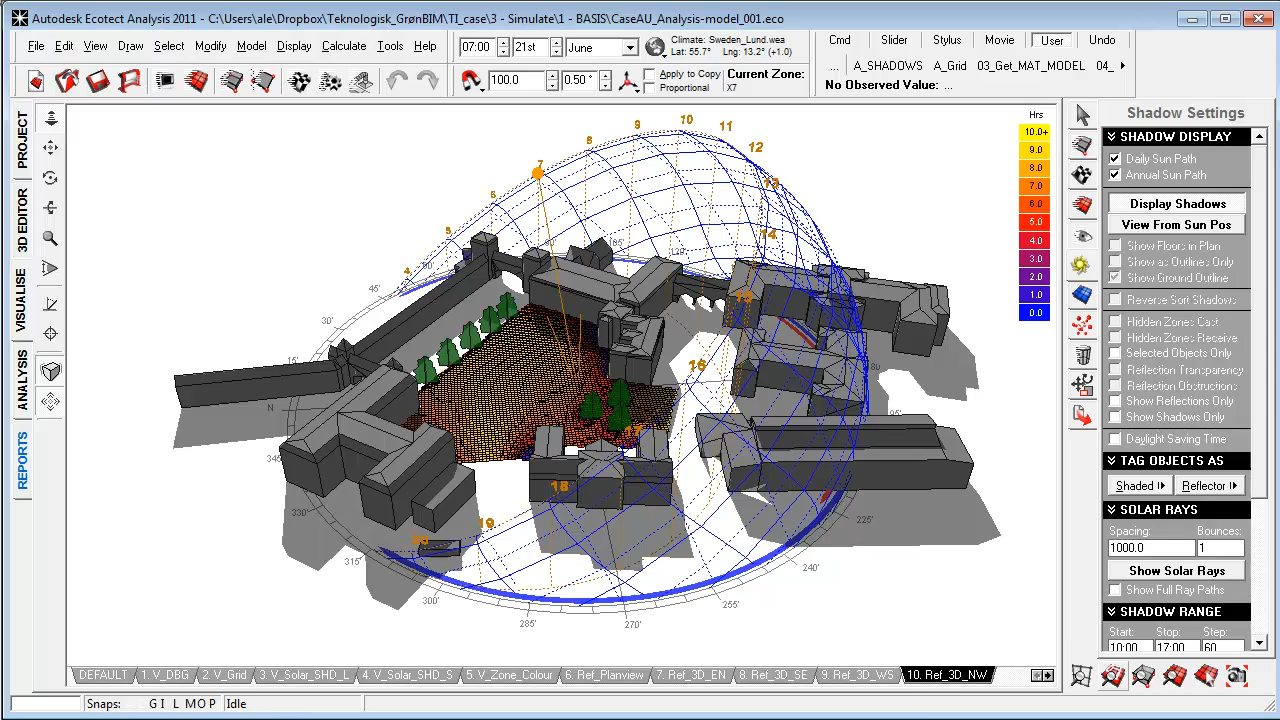 Autodesk Ecotect Analysis 2011 - C:\Users\ale\Dropbox\Teknologisk_GrønBIM\TI_case\3 - Simulate\1 - BASIS\CaseAU_Analysis-model_001.eco
File Edit View Draw Select Modify Model Display Calculate Tools Help
07:00 21st June
Climate: Sweden_Lund.wea
Lat: 55.7° Lng: 13.2° (+1.0)
Cmd Slider Stylus Movie User Undo
... A_SHADOWS A_Grid 03_Get_MAT_MODEL 04_
No Observed Value: ...
100.0 0.50 °
Apply to Copy
Proportional
Current Zone:
X7
PROJECT
3D EDITOR
VISUALISE
ANALYSIS
REPORTS
Hrs
10.0+
9.0
8.0
7.0
6.0
5.0
4.0
3.0
2.0
1.0
0.0
4
5
6
7
8
9
10
11
12
13
14
15
16
18
19
N
15°
30°
45°
225°
240°
255°
270°
285°
300°
315°
330°
Shadow Settings
SHADOW DISPLAY
Daily Sun Path
Annual Sun Path
Display Shadows
View From Sun Pos
Show Floors in Plan
Show as Outlines Only
Show Ground Outline
Reverse Sort Shadows
Hidden Zones Cast
Hidden Zones Receive
Selected Objects Only
Reflection Transparency
Reflection Obstructions
Show Reflections Only
Show Shadows Only
Daylight Saving Time
TAG OBJECTS AS
Shaded Reflector
SOLAR RAYS
Spacing: Bounces:
1000.0 1
Show Solar Rays
Show Full Ray Paths
SHADOW RANGE
Start: Stop: Step:
10:00 17:00 60
DEFAULT 1. V_DBG 2. V_Grid 3. V_Solar_SHD_L 4. V_Solar_SHD_S 5. V_Zone_Colour 6. Ref_Planview 7. Ref_3D_EN 8. Ref_3D_SE 9. Ref_3D_WS 10. Ref_3D_NW
Snaps: G I L M O P Idle